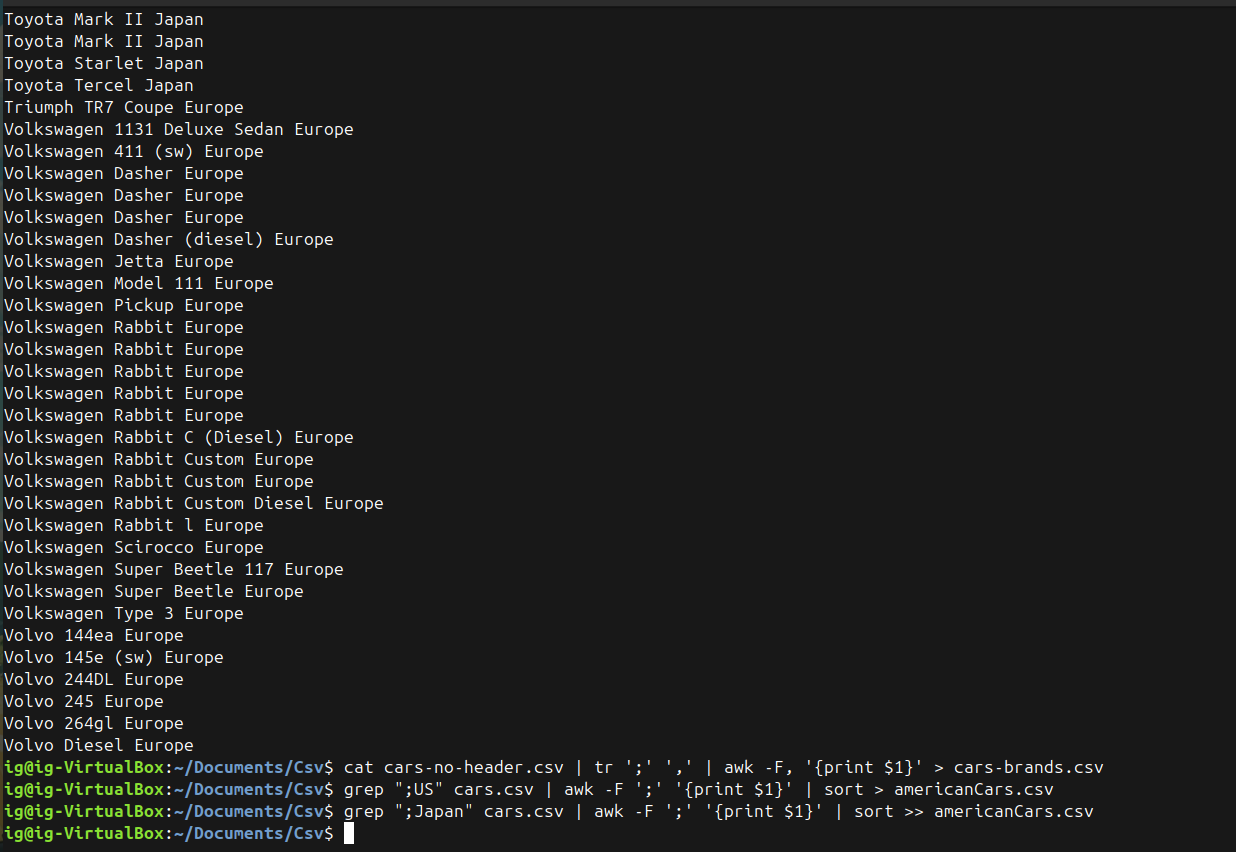 Toyota Mark II Japan
Toyota Mark II Japan
Toyota Starlet Japan
Toyota Tercel Japan
Triumph TR7 Coupe Europe
Volkswagen 1131 Deluxe Sedan Europe
Volkswagen 411 (sw) Europe
Volkswagen Dasher Europe
Volkswagen Dasher Europe
Volkswagen Dasher Europe
Volkswagen Dasher (diesel) Europe
Volkswagen Jetta Europe
Volkswagen Model 111 Europe
Volkswagen Pickup Europe
Volkswagen Rabbit Europe
Volkswagen Rabbit Europe
Volkswagen Rabbit Europe
Volkswagen Rabbit Europe
Volkswagen Rabbit Europe
Volkswagen Rabbit C (Diesel) Europe
Volkswagen Rabbit Custom Europe
Volkswagen Rabbit Custom Europe
Volkswagen Rabbit Custom Diesel Europe
Volkswagen Rabbit l Europe
Volkswagen Scirocco Europe
Volkswagen Super Beetle 117 Europe
Volkswagen Super Beetle Europe
Volkswagen Type 3 Europe
Volvo 144ea Europe
Volvo 145e (sw) Europe
Volvo 244DL Europe
Volvo 245 Europe
Volvo 264gl Europe
Volvo Diesel Europe
ig@ig-VirtualBox:~/Documents/Csv$ cat cars-no-header.csv | tr ';' ',' | awk -F, '{print $1}' > cars-brands.csv
ig@ig-VirtualBox:~/Documents/Csv$ grep ";US" cars.csv | awk -F ';' '{print $1}' | sort > americanCars.csv
ig@ig-VirtualBox:~/Documents/Csv$ grep ";Japan" cars.csv | awk -F ';' '{print $1}' | sort >> americanCars.csv
ig@ig-VirtualBox:~/Documents/Csv$